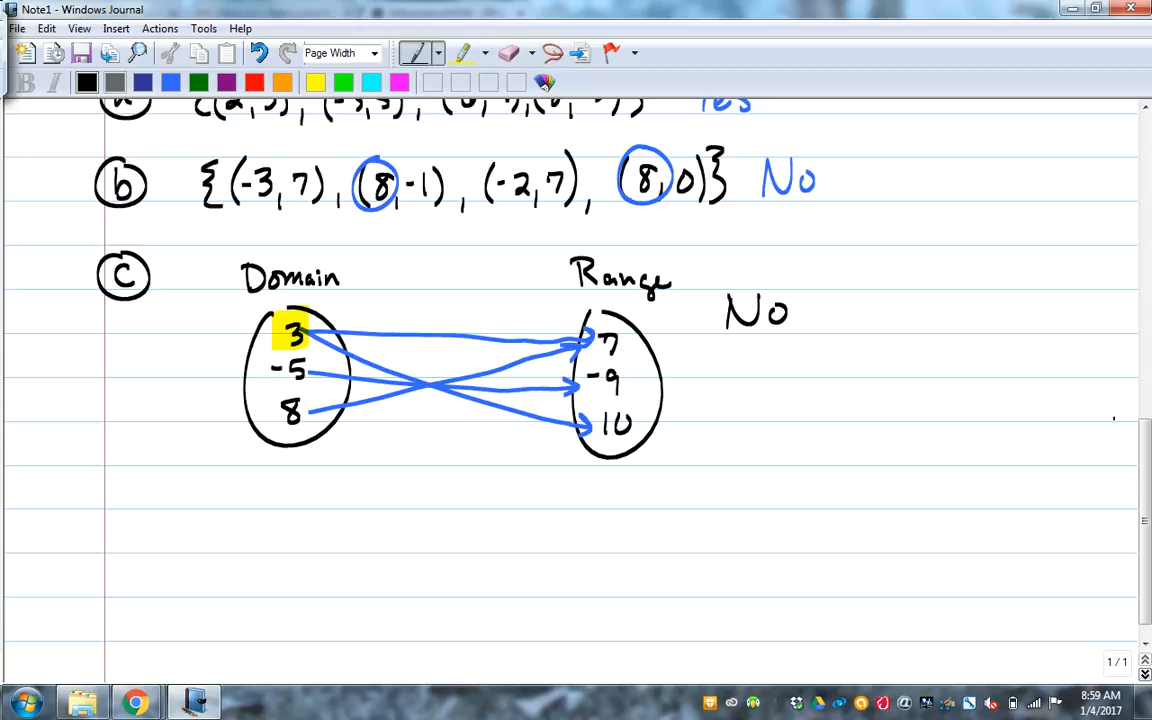 Note1 - Windows Journal
File Edit View Insert Actions Tools Help
Page Width
B I
a Yes
b {(-3,7), (8,-1), (-2,7), (8,0)} No
c Domain Range
No
3 7
-5 -9
8 10
1/1
8:59 AM
1/4/2017